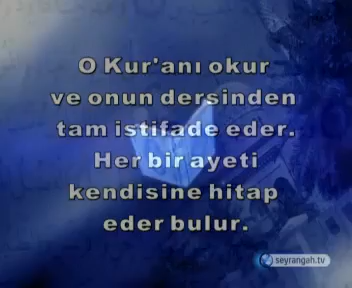 O Kur'anı okur
ve onun dersinden
tam istifade eder.
Her bir ayeti
kendisine hitap
eder bulur.
seyrangah.tv